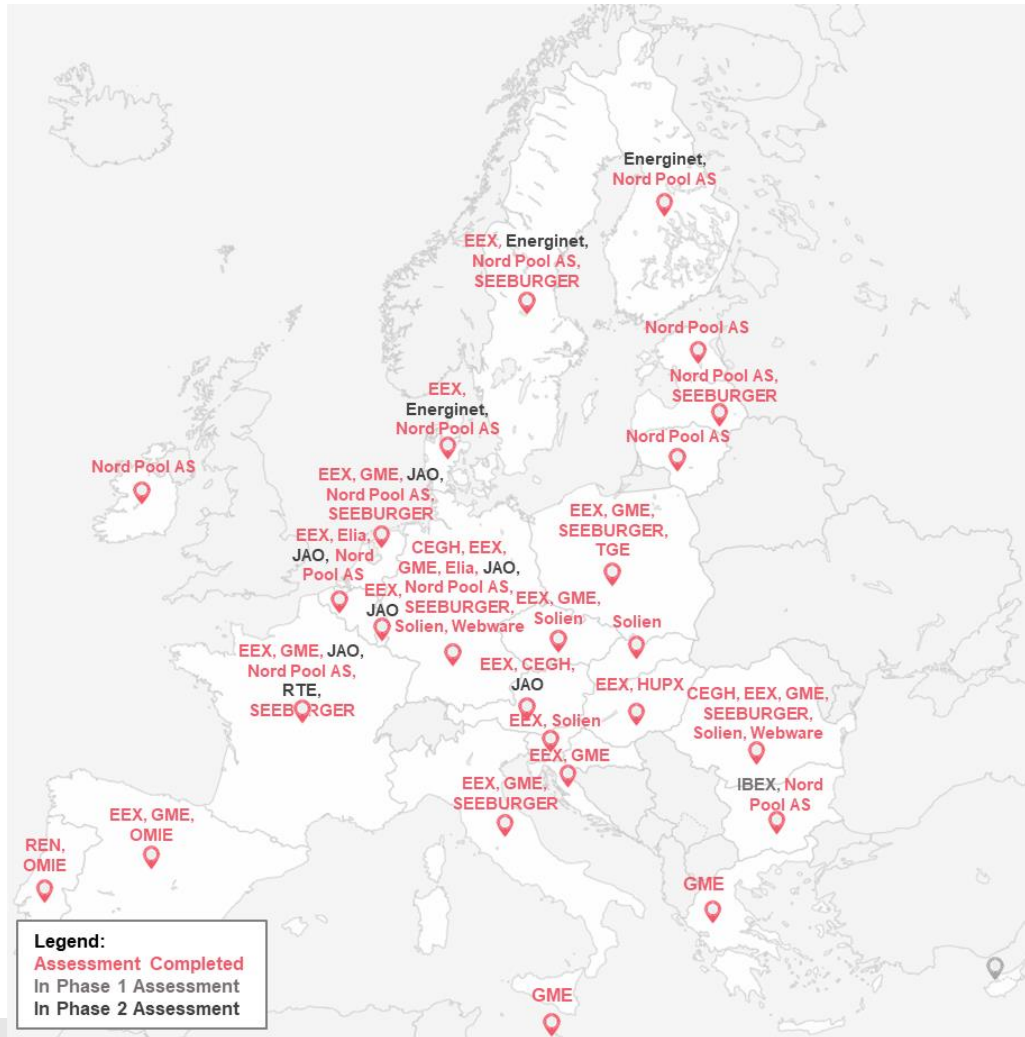 Energinet,
Nord Pool AS
EEX, Energinet,
Nord Pool AS,
SEEBURGER
Nord Pool AS
Nord Pool AS,
SEEBURGER
Nord Pool AS
EEX,
Energinet,
Nord Pool AS
Nord Pool AS
EEX, GME, JAO,
Nord Pool AS,
SEEBURGER
EEX, Elia,
JAO, Nord
Pool AS
CEGH, EEX,
GME, Elia, JAO,
Nord Pool AS,
SEEBURGER,
Solien, Webware
EEX,
JAO
EEX, GME,
SEEBURGER,
TGE
EEX, GME,
Solien
Solien
EEX, GME, JAO,
Nord Pool AS,
RTE,
SEEBURGER
EEX, CEGH,
JAO
EEX, HUPX
CEGH, EEX, GME,
SEEBURGER,
Solien, Webware
EEX, Solien
EEX, GME
EEX, GME,
SEEBURGER
IBEX, Nord
Pool AS
EEX, GME,
OMIE
REN,
OMIE
GME
GME
Legend:
Assessment Completed
In Phase 1 Assessment
In Phase 2 Assessment